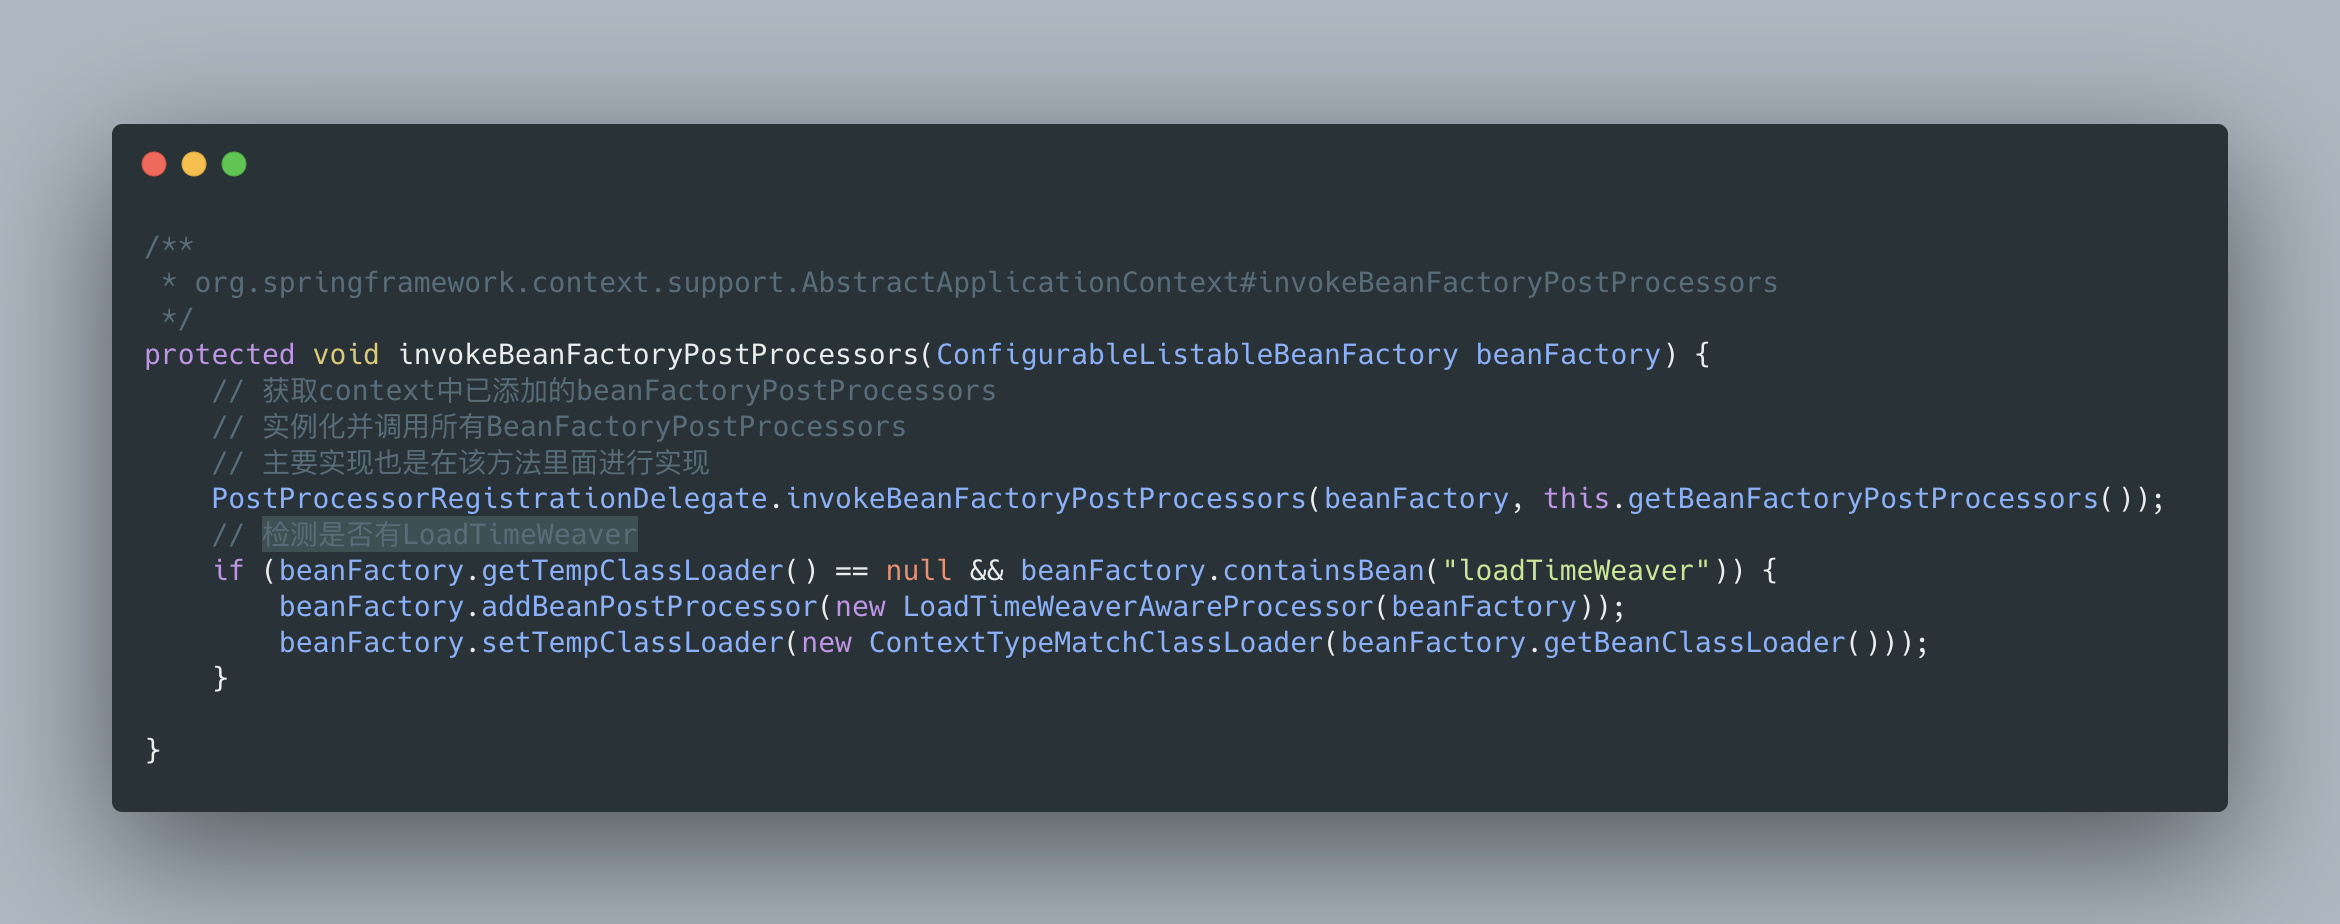 /**
 * org.springframework.context.support.AbstractApplicationContext#invokeBeanFactoryPostProcessors
 */
protected void invokeBeanFactoryPostProcessors(ConfigurableListableBeanFactory beanFactory) {
    // 获取context中已添加的beanFactoryPostProcessors
    // 实例化并调用所有BeanFactoryPostProcessors
    // 主要实现也是在该方法里面进行实现
    PostProcessorRegistrationDelegate.invokeBeanFactoryPostProcessors(beanFactory, this.getBeanFactoryPostProcessors());
    // 检测是否有LoadTimeWeaver
    if (beanFactory.getTempClassLoader() == null && beanFactory.containsBean("loadTimeWeaver")) {
        beanFactory.addBeanPostProcessor(new LoadTimeWeaverAwareProcessor(beanFactory));
        beanFactory.setTempClassLoader(new ContextTypeMatchClassLoader(beanFactory.getBeanClassLoader()));
    }

}